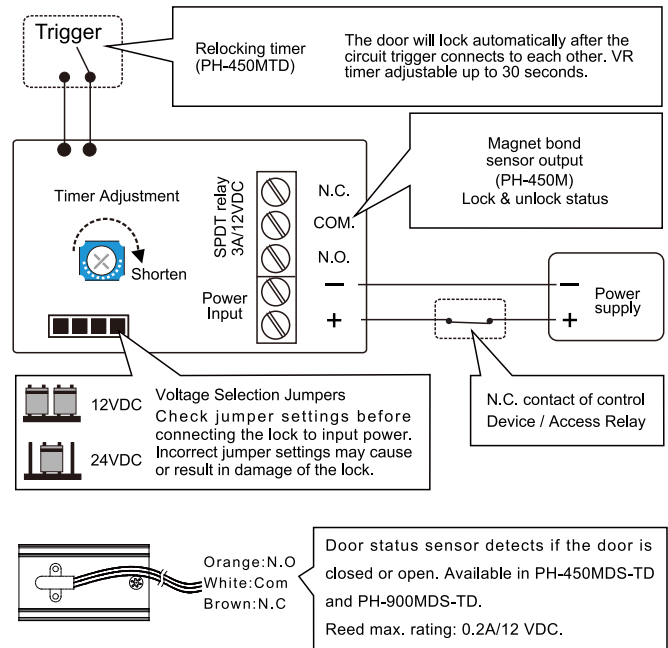 Trigger
Relocking timer
(PH-450MTD)
The door will lock automatically after the
circuit trigger connects to each other. VR
timer adjustable up to 30 seconds.
Timer Adjustment
Shorten
SPDT relay
3A/12VDC
Power
Input
N.C.
COM.
N.O.
−
+
Magnet bond
sensor output
(PH-450M)
Lock & unlock status
−
+
Power
supply
N.C. contact of control
Device / Access Relay
12VDC
24VDC
Voltage Selection Jumpers
Check jumper settings before
connecting the lock to input power.
Incorrect jumper settings may cause
or result in damage of the lock.
Orange:N.O
White:Com
Brown:N.C
Door status sensor detects if the door is
closed or open. Available in PH-450MDS-TD
and PH-900MDS-TD.
Reed max. rating: 0.2A/12 VDC.